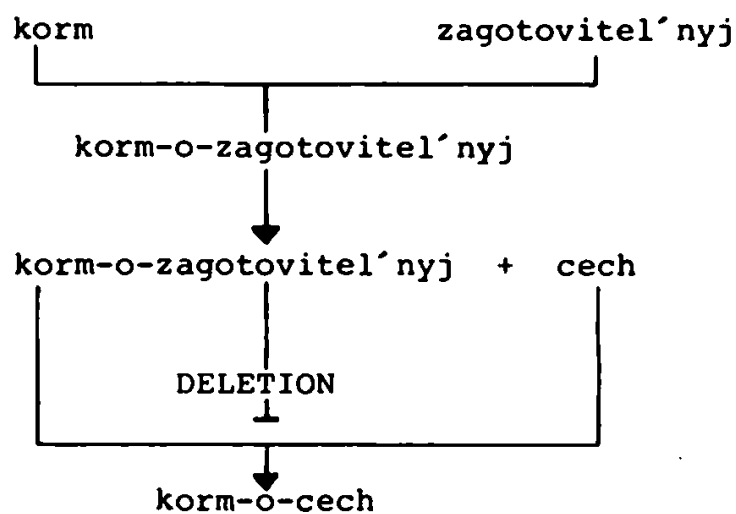 korm zagotovitel´nyj
korm-o-zagotovitel´nyj
korm-o-zagotovitel´nyj + cech
DELETION
korm-o-cech